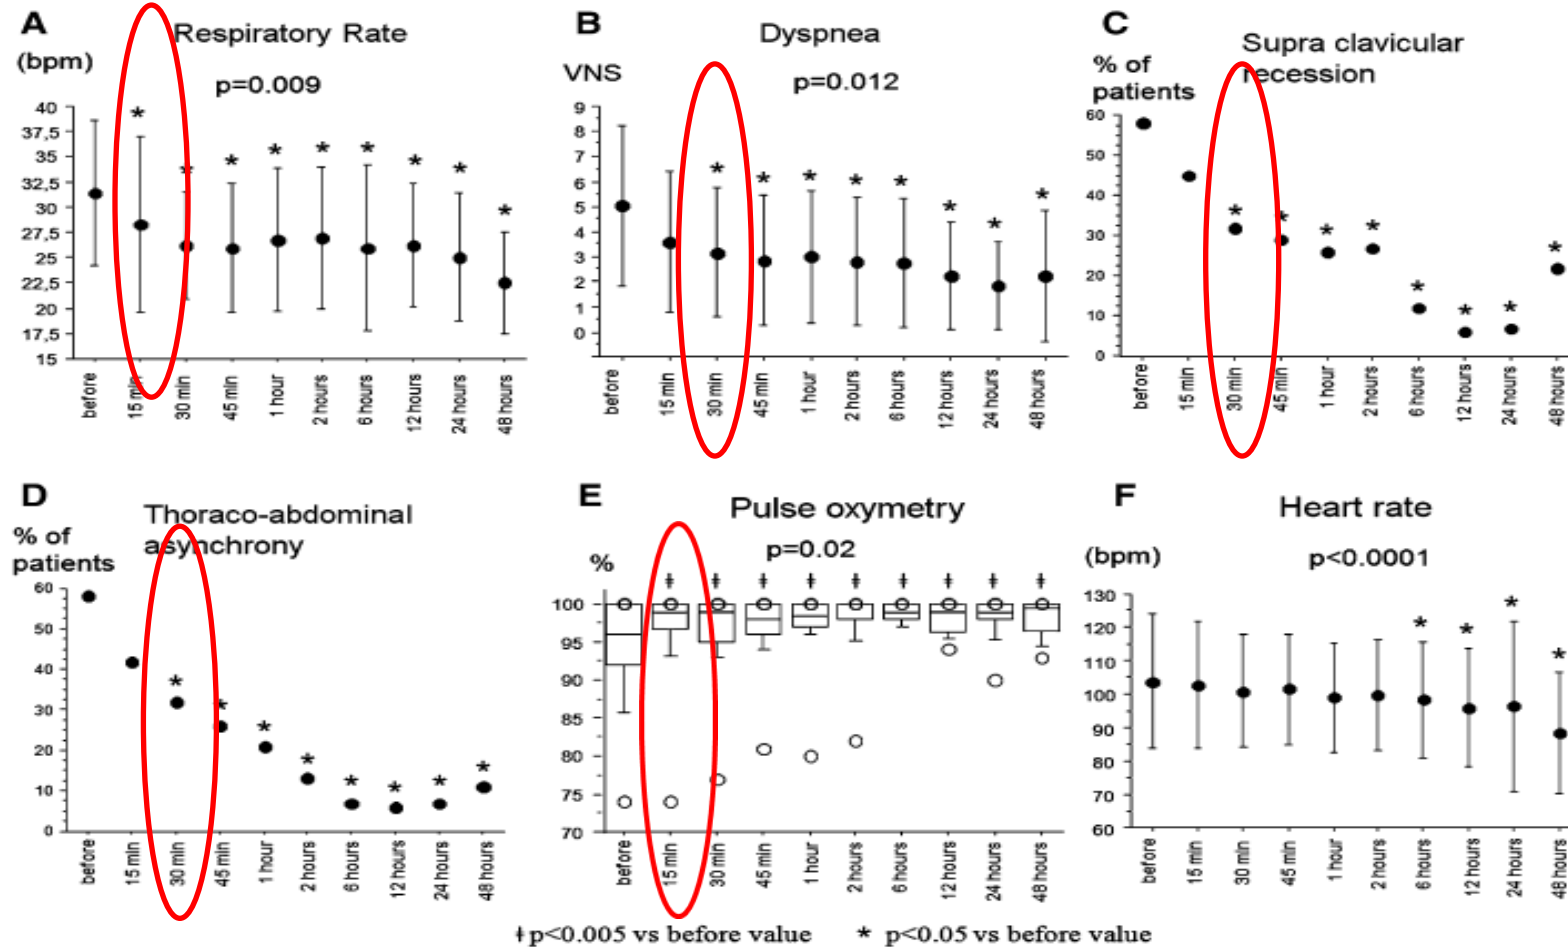 A
Respiratory Rate
(bpm)
p=0.009
40
37,5
35
32,5
30
27,5
25
22,5
20
17,5
15
*
*
*
*
*
*
*
*
*
before
15 min
30 min
45 min
1 hour
2 hours
6 hours
12 hours
24 hours
48 hours
B
Dyspnea
VNS
p=0.012
9
8
7
6
5
4
3
2
1
0
*
*
*
*
*
*
*
*
before
15 min
30 min
45 min
1 hour
2 hours
6 hours
12 hours
24 hours
48 hours
C
Supra clavicular
recession
% of
patients
60
50
40
30
20
10
0
*
*
*
*
*
*
*
*
before
15 min
30 min
45 min
1 hour
2 hours
6 hours
12 hours
24 hours
48 hours
D
Thoraco-abdominal
asynchrony
% of
patients
60
50
40
30
20
10
0
*
*
*
*
*
*
*
*
before
15 min
30 min
45 min
1 hour
2 hours
6 hours
12 hours
24 hours
48 hours
E
Pulse oxymetry
p=0.02
%
100
95
90
85
80
75
70
ǂ
ǂ
ǂ
ǂ
ǂ
ǂ
ǂ
ǂ
ǂ
before
15 min
30 min
45 min
1 hour
2 hours
6 hours
12 hours
24 hours
48 hours
F
Heart rate
(bpm)
p<0.0001
130
120
110
100
90
80
70
60
*
*
*
*
before
15 min
30 min
45 min
1 hour
2 hours
6 hours
12 hours
24 hours
48 hours
ǂ p<0.005 vs before value * p<0.05 vs before value